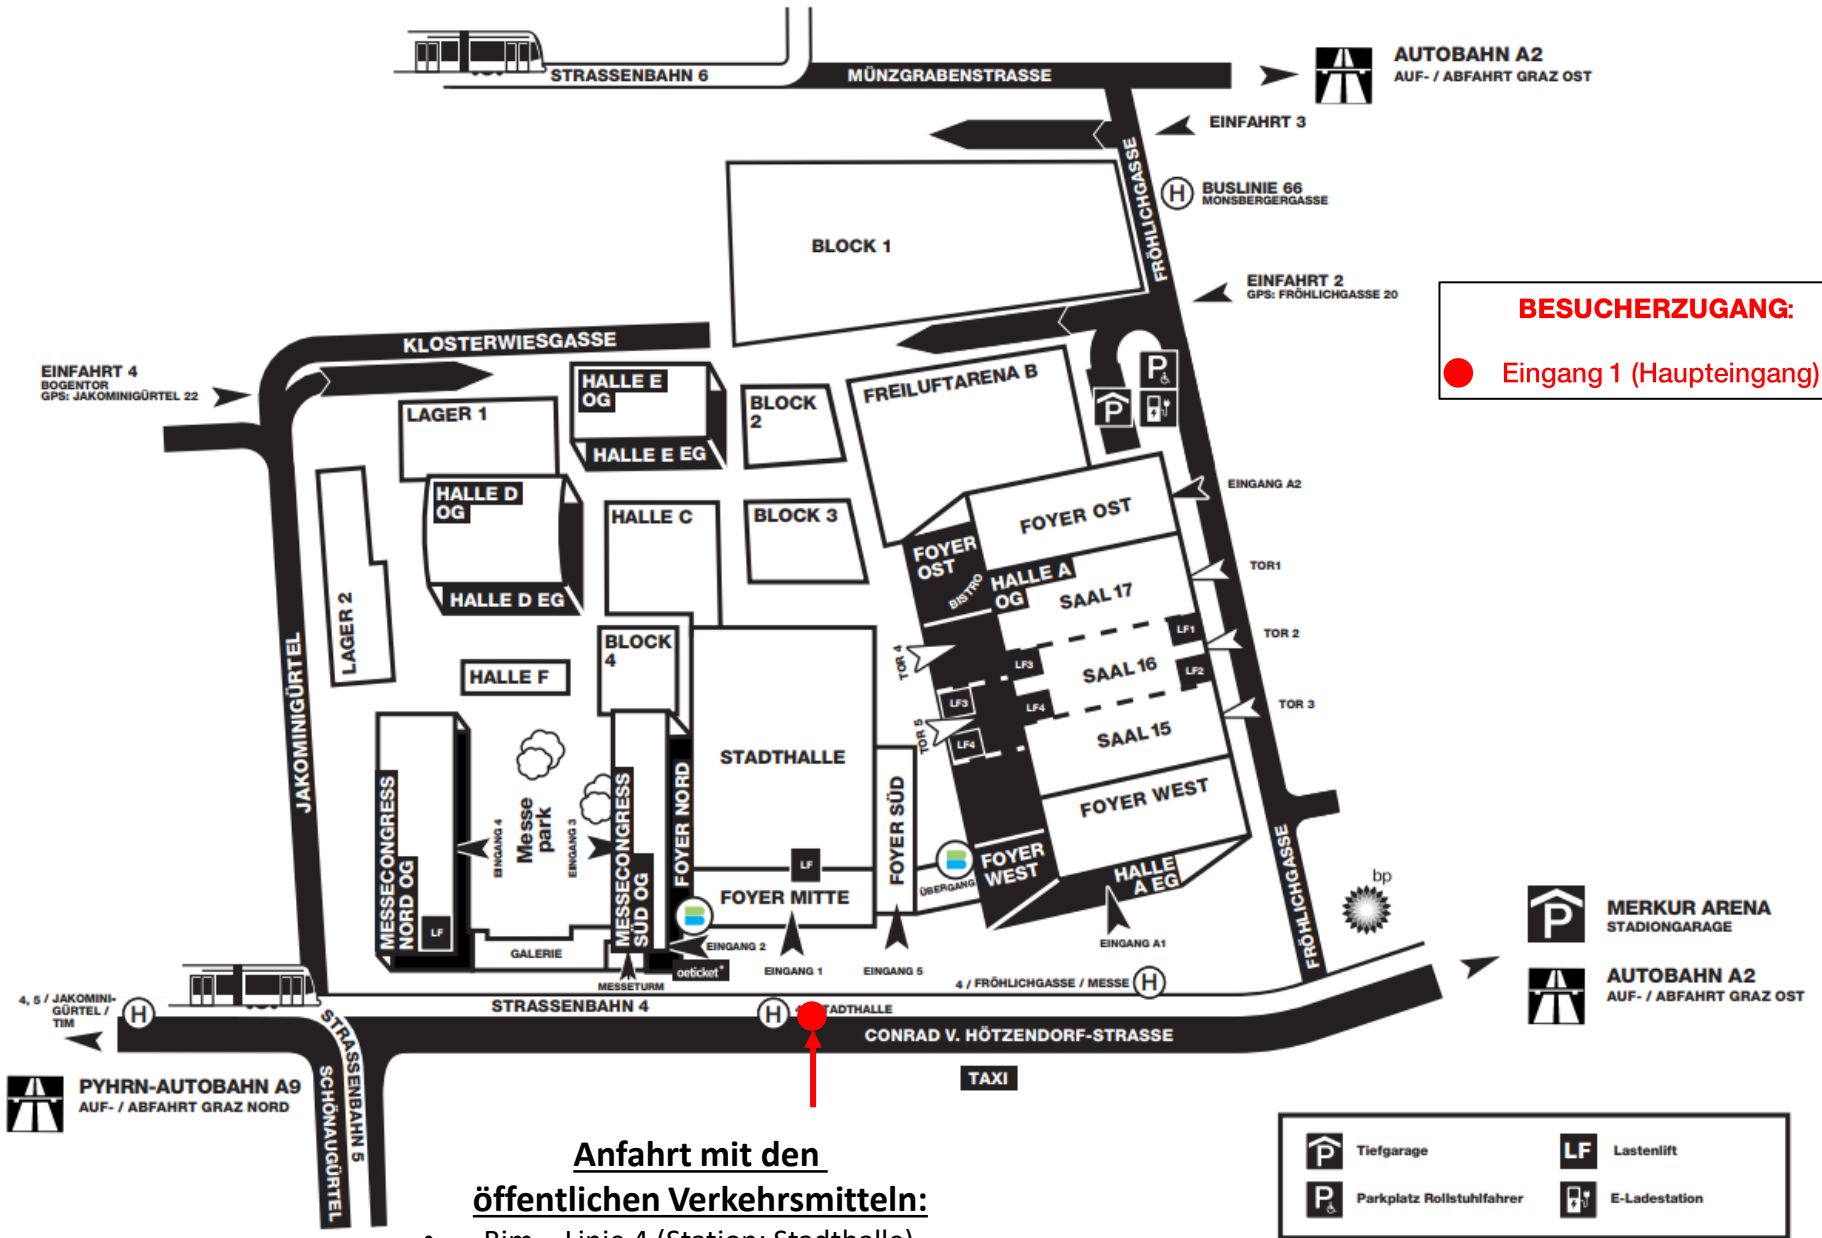 STRASSENBAHN 6
MÜNZGRABENSTRASSE
AUTOBAHN A2
AUF- / ABFAHRT GRAZ OST
EINFAHRT 3
FRÖHLICHGASSE
H
BUSLINIE 66
MONSBERGERGASSE
BLOCK 1
EINFAHRT 2
GPS: FRÖHLICHGASSE 20
BESUCHERZUGANG:
Eingang 1 (Haupteingang)
KLOSTERWIESGASSE
EINFAHRT 4
BOGENTOR
GPS: JAKOMINIGÜRTEL 22
HALLE E
OG
HALLE E EG
LAGER 1
BLOCK
2
FREILUFTARENA B
P
P
HALLE D
OG
HALLE D EG
HALLE C
BLOCK 3
EINGANG A2
FOYER OST
FOYER
OST
BISTRO
HALLE A
OG
SAAL 17
TOR1
LAGER 2
JAKOMINIGÜRTEL
BLOCK
4
HALLE F
LF1
TOR 2
TOR 4
LF3
SAAL 16
LF2
LF3
LF4
TOR 3
TOR 5
LF4
SAAL 15
STADTHALLE
MESSECONGRESS
NORD OG
LF
EINGANG 4
Messe
park
EINGANG 3
MESSECONGRESS
SÜD OG
FOYER NORD
FOYER SÜD
FOYER WEST
LF
FOYER MITTE
ÜBERGANG
FOYER
WEST
HALLE
A EG
FRÖHLICHGASSE
bp
GALERIE
EINGANG 2
oeticket
EINGANG 1
EINGANG 5
EINGANG A1
MESSETURM
FRÖHLICHGASSE
P
MERKUR ARENA
STADIONGARAGE
AUTOBAHN A2
AUF- / ABFAHRT GRAZ OST
4, 5 / JAKOMINI-
GÜRTEL /
TIM
H
STRASSENBAHN 4
H
TADTHALLE
4 / FRÖHLICHGASSE / MESSE
H
CONRAD V. HÖTZENDORF-STRASSE
TAXI
PYHRN-AUTOBAHN A9
AUF- / ABFAHRT GRAZ NORD
STRASSENBAHN 5
SCHÖNAUGÜRTEL
Anfahrt mit den
öffentlichen Verkehrsmitteln:
Bim – Linie 4 (Station: Stadthalle)
P
Tiefgarage
LF
Lastenlift
P
Parkplatz Rollstuhlfahrer
E-Ladestation